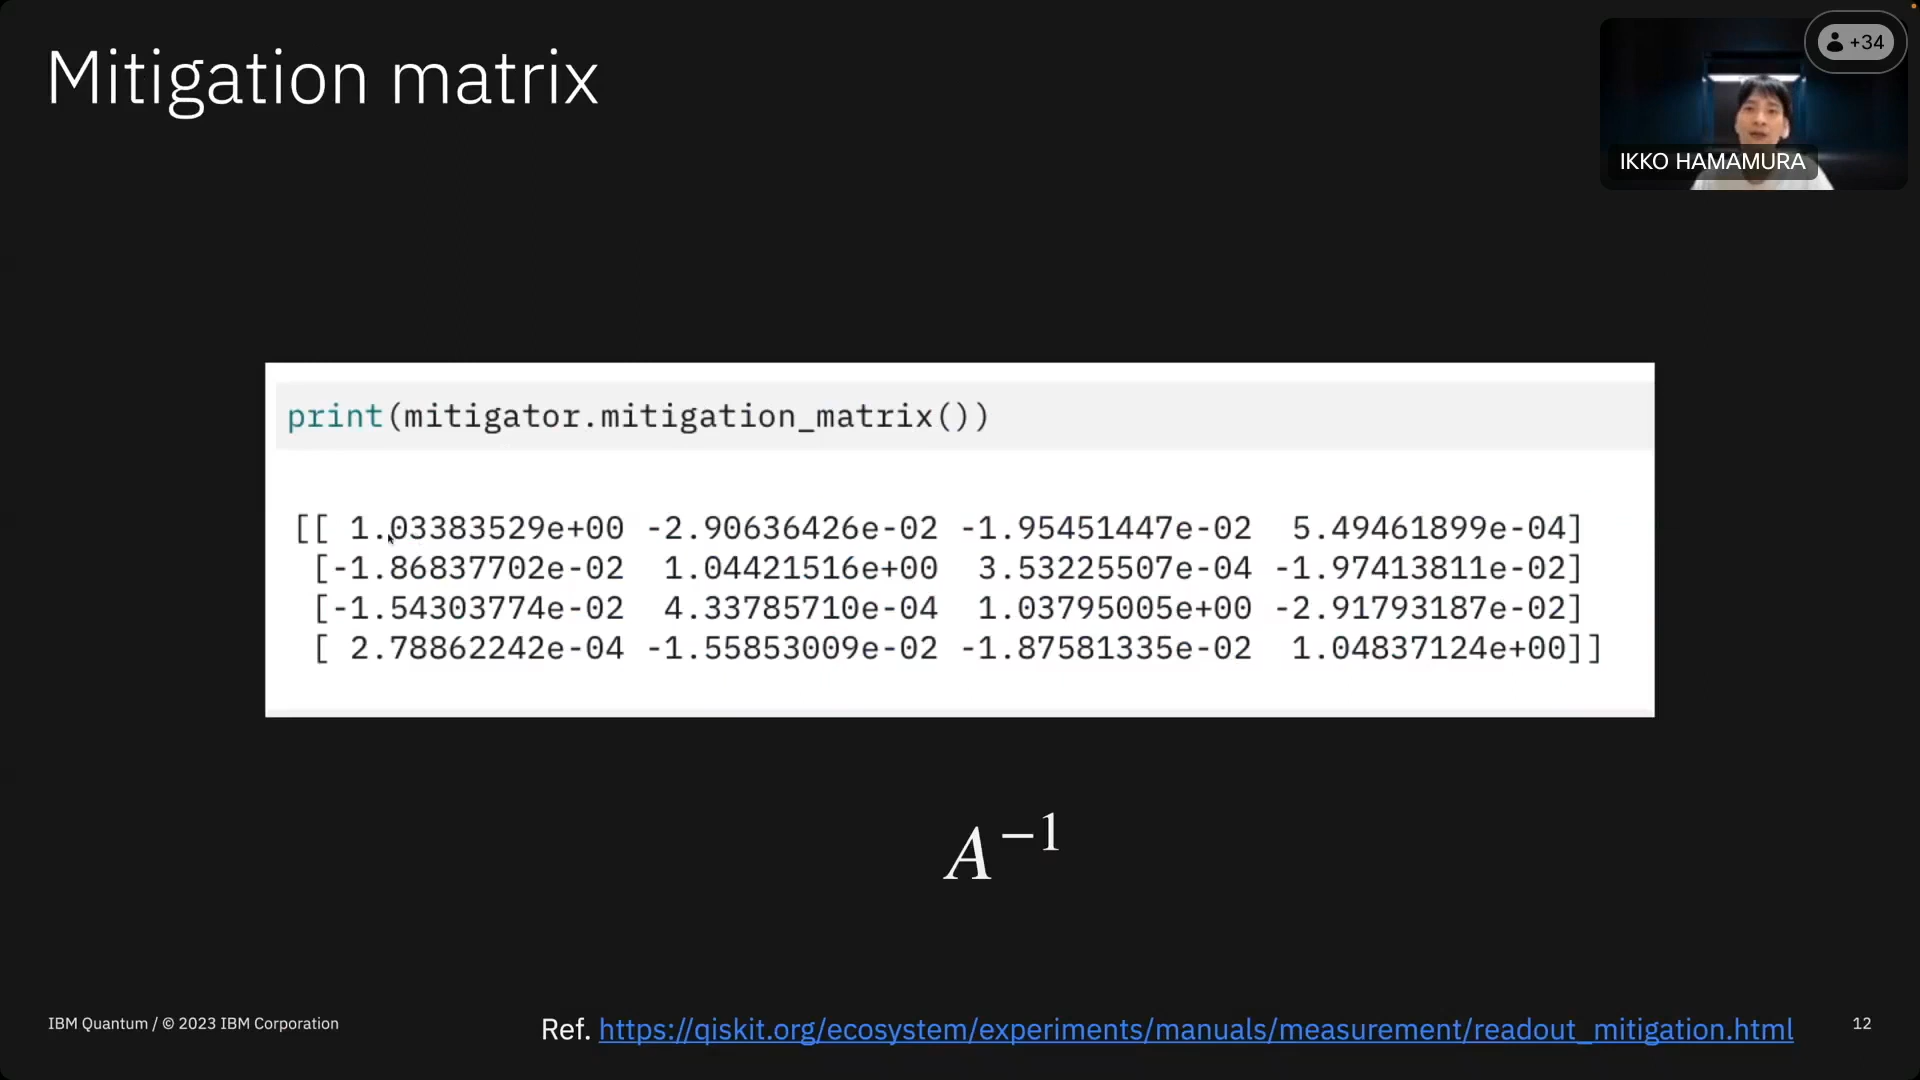 Mitigation matrix
+34
IKKO HAMAMURA
print(mitigator.mitigation_matrix())
[[ 1.03383529e+00 -2.90636426e-02 -1.95451447e-02  5.49461899e-04]
[-1.86837702e-02  1.04421516e+00  3.53225507e-04 -1.97413811e-02]
[-1.54303774e-02  4.33785710e-04  1.03795005e+00 -2.91793187e-02]
[ 2.78862242e-04 -1.55853009e-02 -1.87581335e-02  1.04837124e+00]]
A⁻¹
IBM Quantum / © 2023 IBM Corporation
Ref. https://qiskit.org/ecosystem/experiments/manuals/measurement/readout_mitigation.html
12